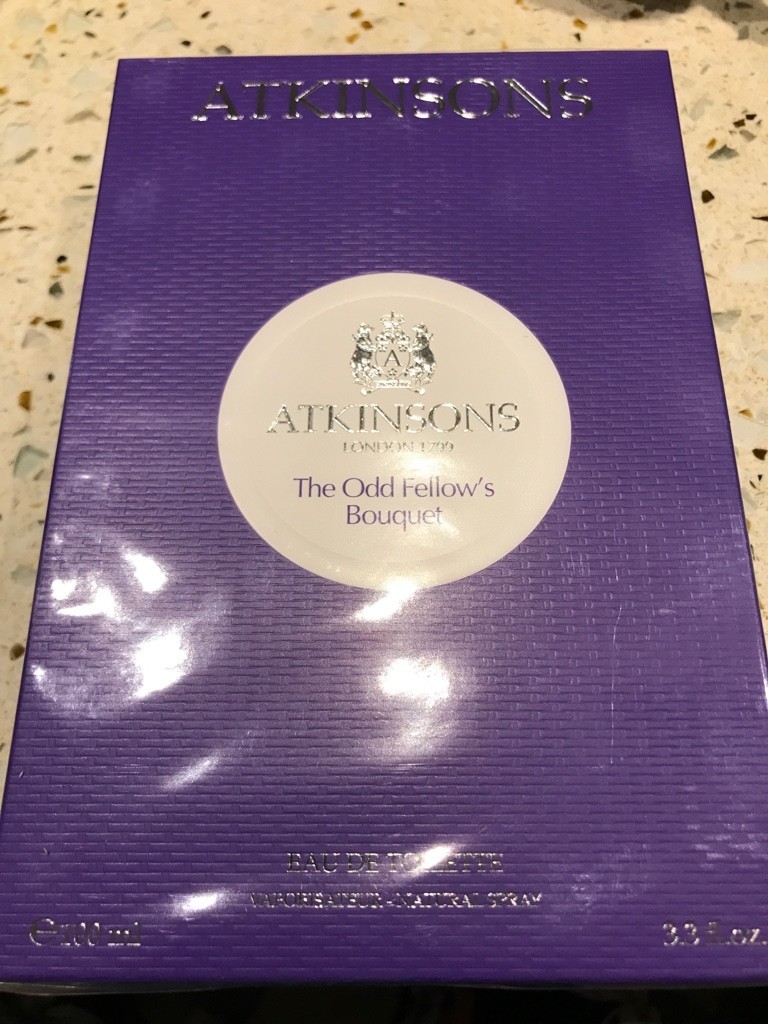 ATKINSONS
A
ATKINSONS
LONDON 1799
The Odd Fellow's
Bouquet
EAU DE TOILETTE
VAPORISATEUR - NATURAL SPRAY
℮100 ml
3.3 fl.oz.